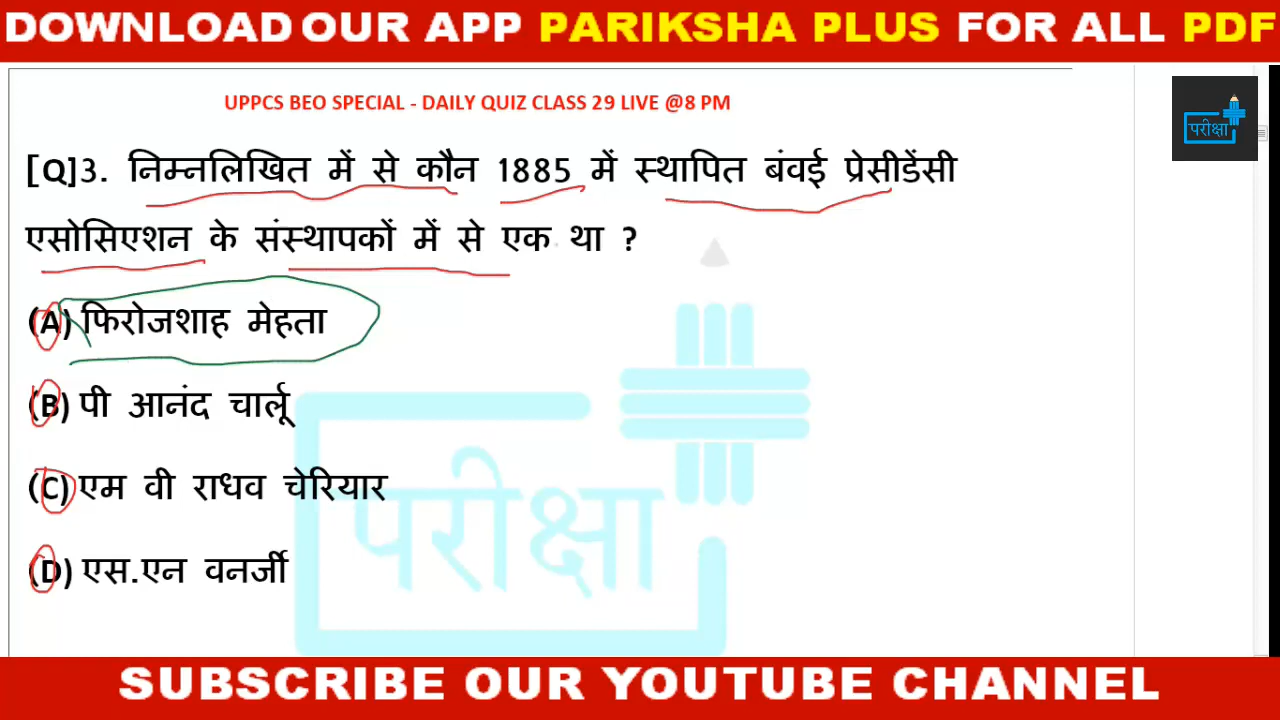 DOWNLOAD OUR APP PARIKSHA PLUS FOR ALL PDF
UPPCS BEO SPECIAL - DAILY QUIZ CLASS 29 LIVE @8 PM
परीक्षा
[Q]3. निम्नलिखित में से कौन 1885 में स्थापित बंवई प्रेसीडेंसी
एसोसिएशन के संस्थापकों में से एक था ?
(A) फिरोजशाह मेहता
(B) पी आनंद चार्लू
(C) एम वी राधव चेरियार
(D) एस.एन वनर्जी
परीक्षा
SUBSCRIBE OUR YOUTUBE CHANNEL